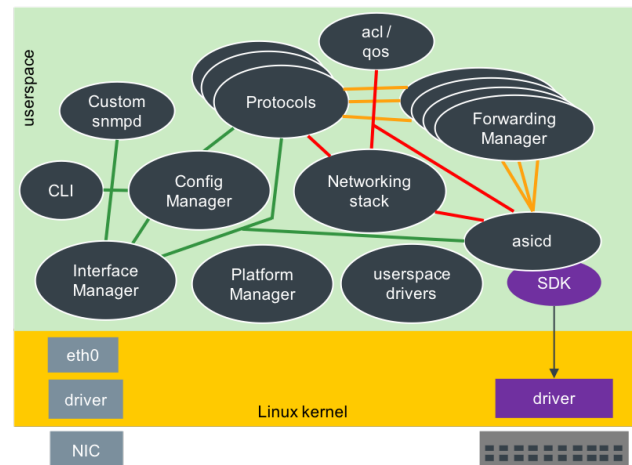 userspace
acl /
qos
Protocols
Custom
snmpd
Forwarding
Manager
CLI
Config
Manager
Networking
stack
asicd
Interface
Manager
Platform
Manager
userspace
drivers
SDK
eth0
driver
driver
Linux kernel
NIC